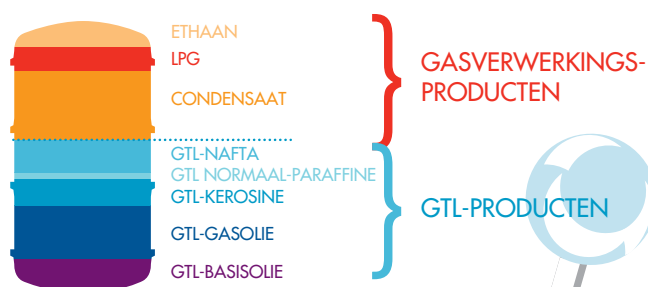 ETHAAN
LPG
CONDENSAAT
GASVERWERKINGS-
PRODUCTEN
GTL-NAFTA
GTL NORMAAL-PARAFFINE
GTL-KEROSINE
GTL-GASOLIE
GTL-BASISOLIE
GTL-PRODUCTEN